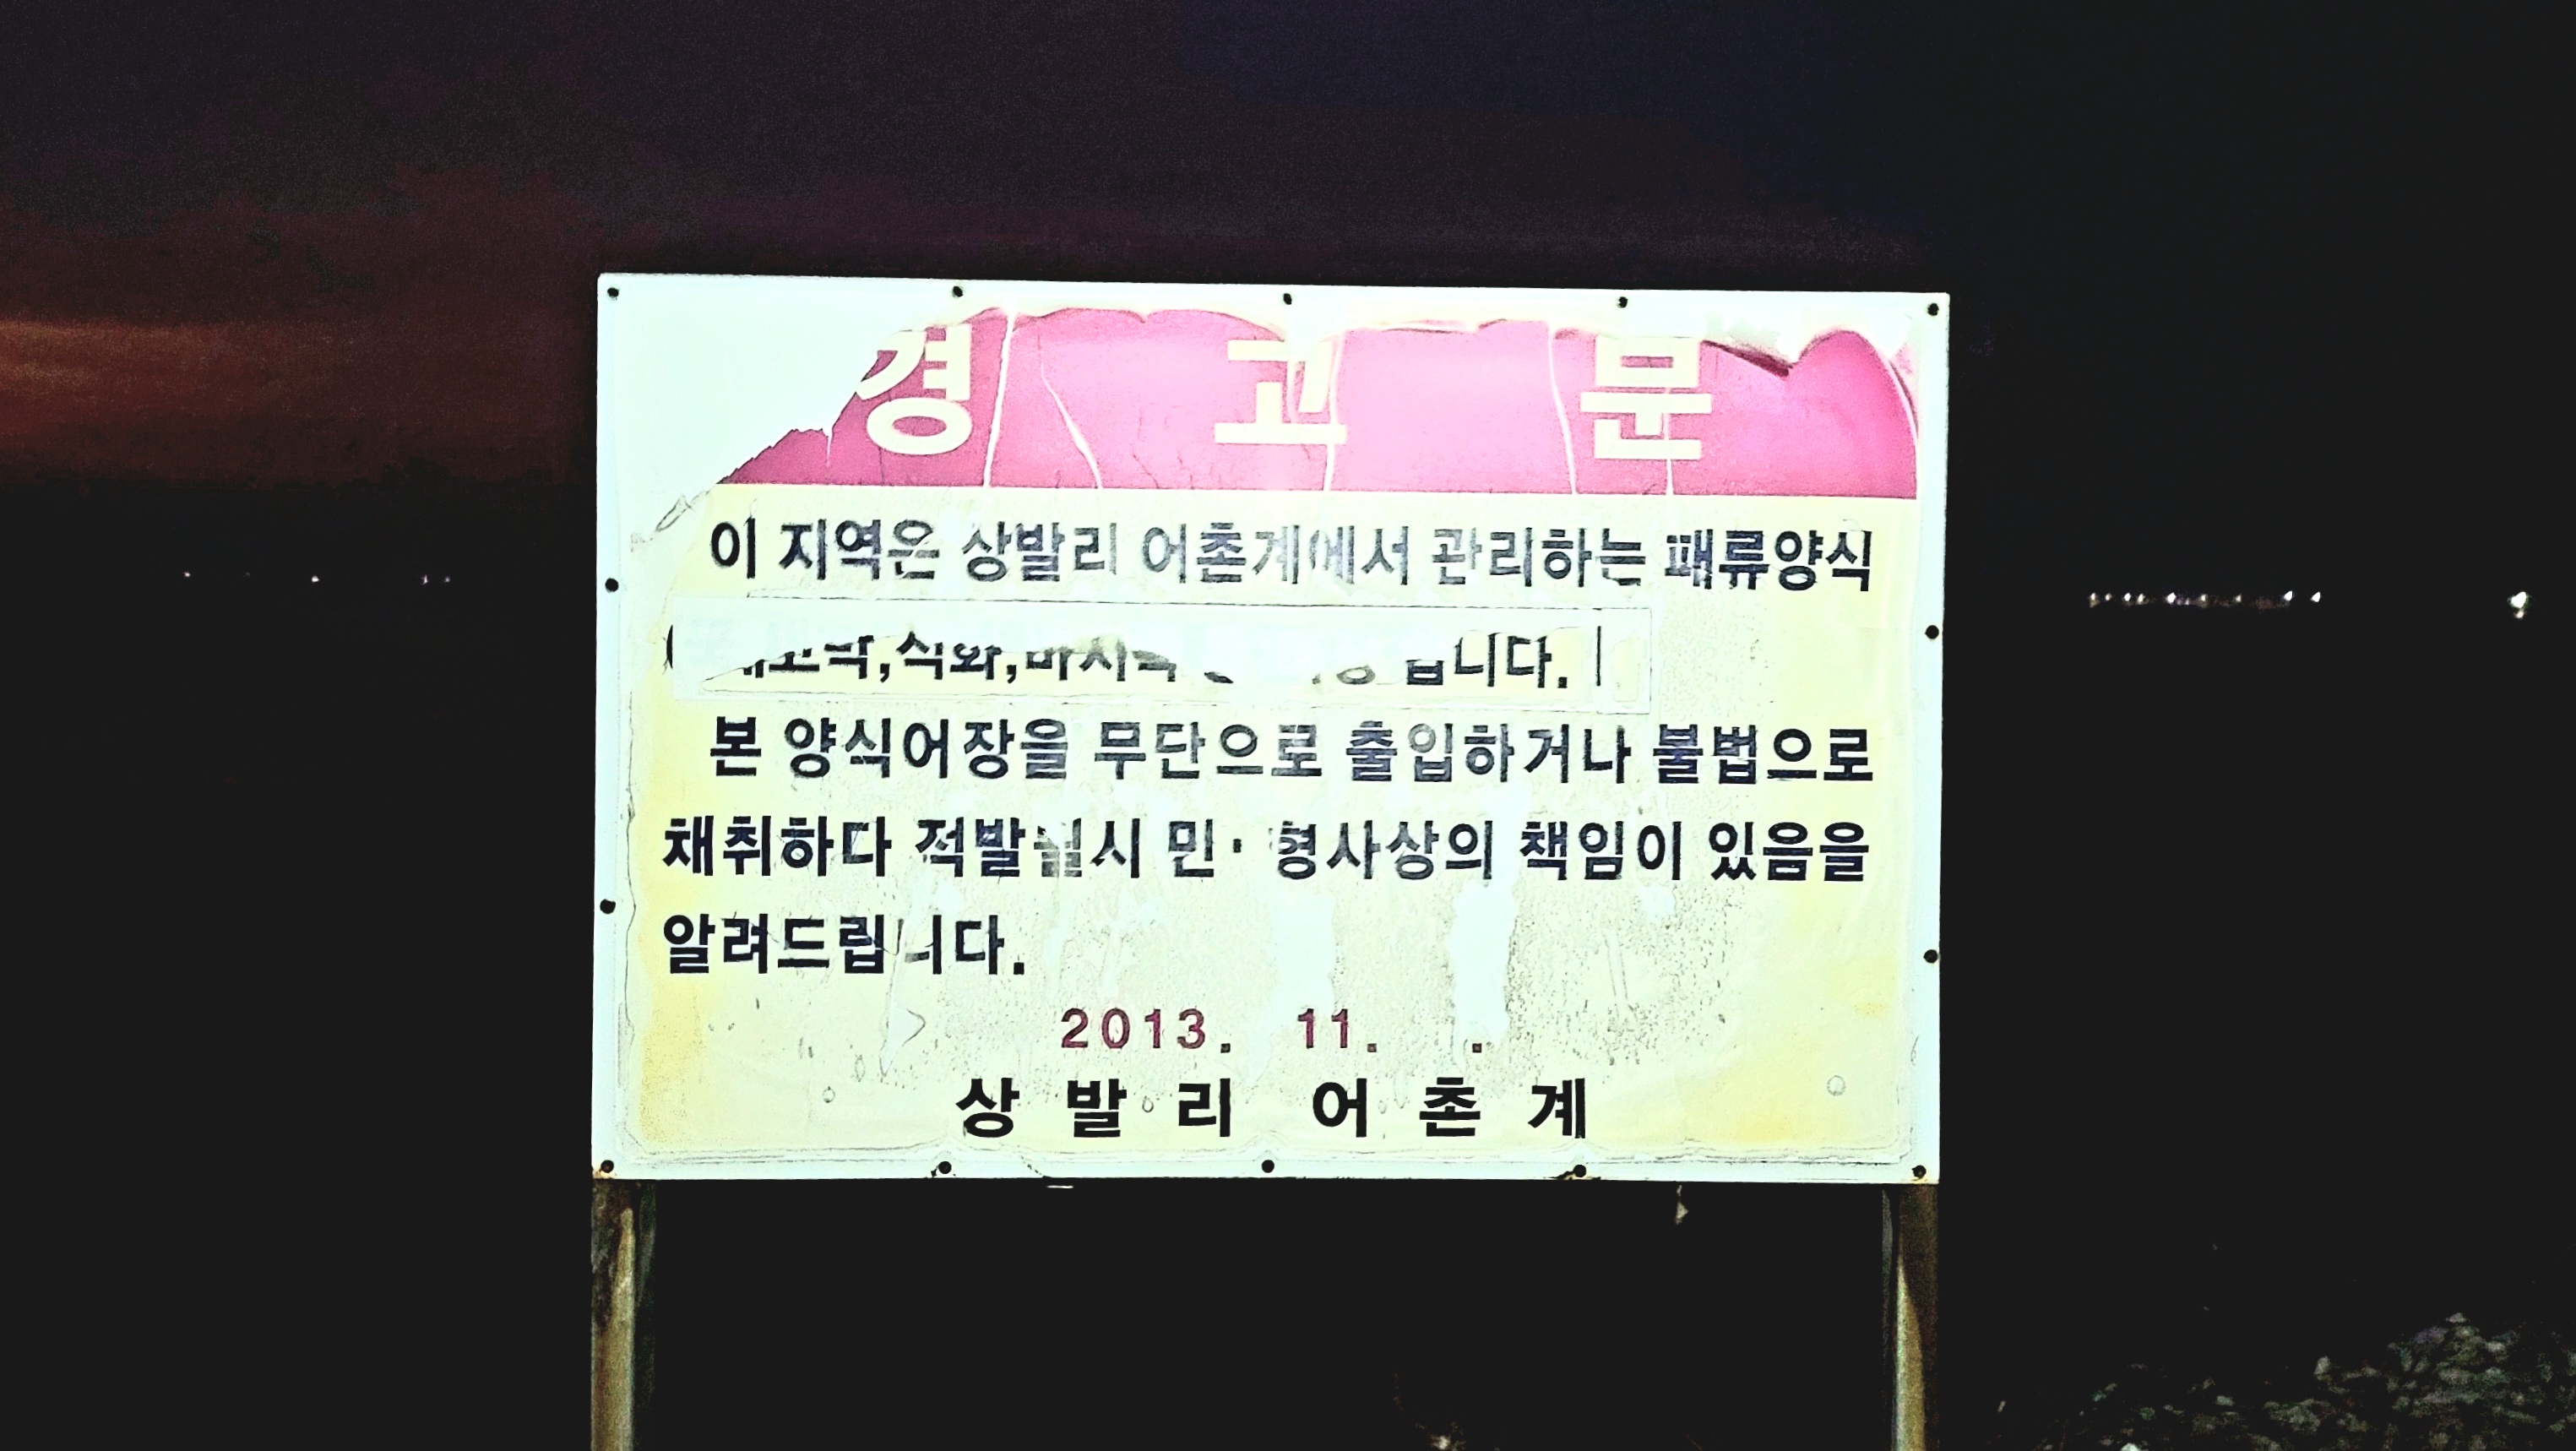 경 고 문
이 지역은 상발리 어촌계에서 관리하는 패류양식
본 양식어장을 무단으로 출입하거나 불법으로
채취하다 적발될시 민· 형사상의 책임이 있음을
알려드립니다.
2013. 11. .
상 발 리 어 촌 계